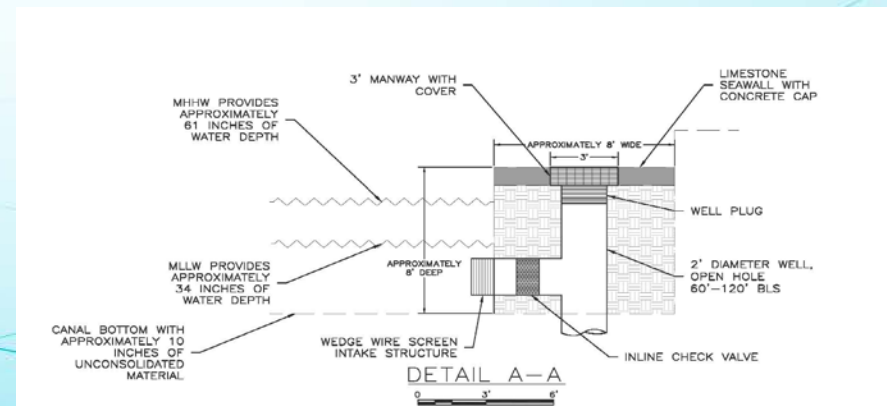 3' MANWAY WITH
COVER
LIMESTONE
SEAWALL WITH
CONCRETE CAP
MHHW PROVIDES
APPROXIMATELY
61 INCHES OF
WATER DEPTH
APPROXIMATELY 8' WIDE
3'
WELL PLUG
MLLW PROVIDES
APPROXIMATELY
34 INCHES OF
WATER DEPTH
APPROXIMATELY
8' DEEP
2' DIAMETER WELL,
OPEN HOLE
60'-120' BLS
CANAL BOTTOM WITH
APPROXIMATELY 10
INCHES OF
UNCONSOLIDATED
MATERIAL
WEDGE WIRE SCREEN
INTAKE STRUCTURE
INLINE CHECK VALVE
DETAIL A-A
0 3' 6'